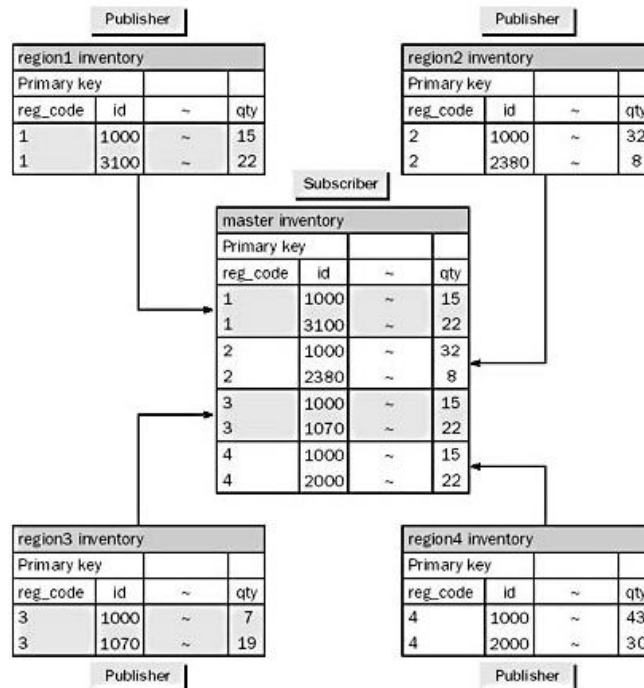 Publisher
region1 inventory
Primary key
reg_code id ~ qty
1 1000 ~ 15
1 3100 ~ 22
Publisher
region2 inventory
Primary key
reg_code id ~ qty
2 1000 ~ 32
2 2380 ~ 8
Subscriber
master inventory
Primary key
reg_code id ~ qty
1 1000 ~ 15
1 3100 ~ 22
2 1000 ~ 32
2 2380 ~ 8
3 1000 ~ 15
3 1070 ~ 22
4 1000 ~ 15
4 2000 ~ 22
region3 inventory
Primary key
reg_code id ~ qty
3 1000 ~ 7
3 1070 ~ 19
Publisher
region4 inventory
Primary key
reg_code id ~ qty
4 1000 ~ 43
4 2000 ~ 30
Publisher